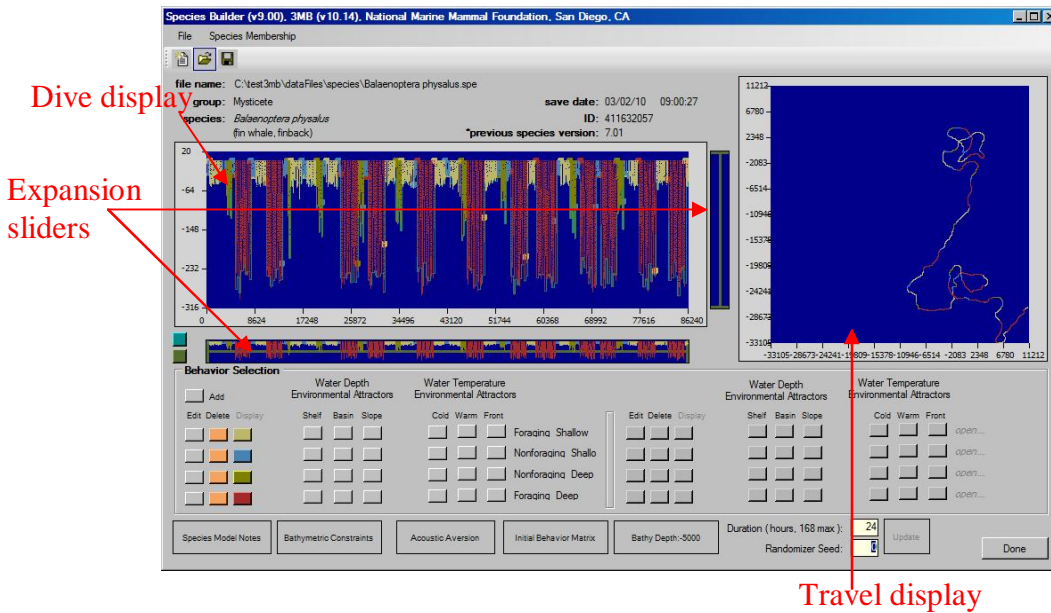 Species Builder (v9.00), 3MB (v10.14), National Marine Mammal Foundation, San Diego, CA
File Species Membership
file name: C:\test3mb\dataFiles\species\Balaenoptera physalus.spe
Dive display
group: Mysticete save date: 03/02/10 09:00:27
species: Balaenoptera physalus ID: 411632057
(fin whale, finback) *previous species version: 7.01
Expansion
sliders
20
-64
-148
-232
-316
0 8624 17248 25872 34496 43120 51744 60368 68992 77616 86240
11212
6780
2348
-2083
-6514
-10946
-15378
-19809
-24241
-28673
-33105
-33105 -28673 -24241 -19809 -15378 -10946 -6514 -2083 2348 6780 11212
Behavior Selection
Add
Water Depth Environmental Attractors
Water Temperature Environmental Attractors
Water Depth Environmental Attractors
Water Temperature Environmental Attractors
Edit Delete Display Shelf Basin Slope Cold Warm Front Edit Delete Display Shelf Basin Slope Cold Warm Front
Foraging Shallow open...
Nonforaging Shallo open...
Nonforaging Deep open...
Foraging Deep open...
Species Model Notes Bathymetric Constraints Acoustic Aversion Initial Behavior Matrix Bathy Depth:-5000
Duration (hours, 168 max): 24
Randomizer Seed: 0
Update
Done
Travel display